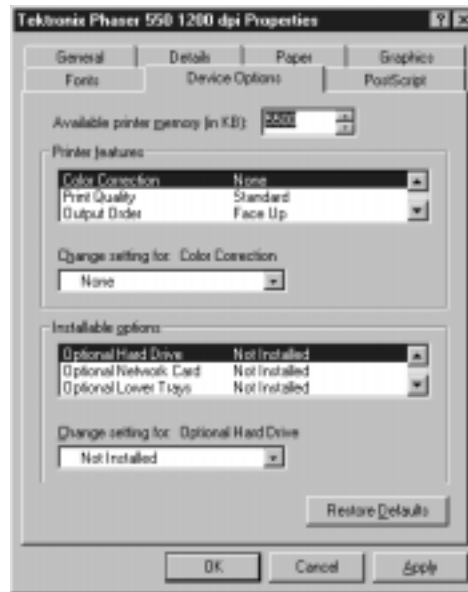 Tektronix Phaser 550 1200 dpi Properties
General Details Paper Graphics
Fonts Device Options PostScript
Available printer memory (in KB):
Printer features
Color Correction None
Print Quality Standard
Output Order Face Up
Change setting for: Color Correction
None
Installable options
Optional Hard Drive Not Installed
Optional Network Card Not Installed
Optional Lower Trays Not Installed
Change setting for: Optional Hard Drive
Not Installed
Restore Defaults
OK Cancel Apply